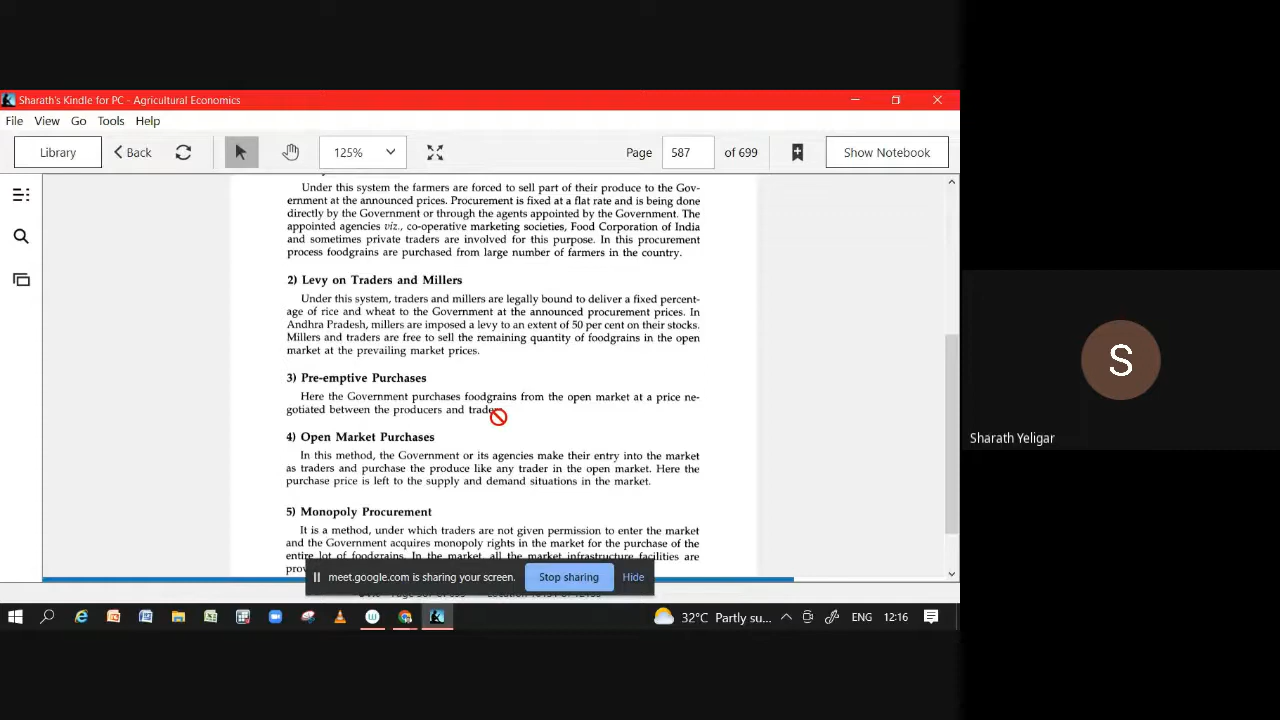 Sharath's Kindle for PC - Agricultural Economics
File View Go Tools Help
Library Back 125% Page 587 of 699 Show Notebook
Under this system the farmers are forced to sell part of their produce to the Gov-
ernment at the announced prices. Procurement is fixed at a flat rate and is being done
directly by the Government or through the agents appointed by the Government. The
appointed agencies viz., co-operative marketing societies, Food Corporation of India
and sometimes private traders are involved for this purpose. In this procurement
process foodgrains are purchased from large number of farmers in the country.
2) Levy on Traders and Millers
Under this system, traders and millers are legally bound to deliver a fixed percent-
age of rice and wheat to the Government at the announced procurement prices. In
Andhra Pradesh, millers are imposed a levy to an extent of 50 per cent on their stocks.
Millers and traders are free to sell the remaining quantity of foodgrains in the open
market at the prevailing market prices.
3) Pre-emptive Purchases
Here the Government purchases foodgrains from the open market at a price ne-
gotiated between the producers and trade
4) Open Market Purchases
In this method, the Government or its agencies make their entry into the market
as traders and purchase the produce like any trader in the open market. Here the
purchase price is left to the supply and demand situations in the market.
5) Monopoly Procurement
It is a method, under which traders are not given permission to enter the market
and the Government acquires monopoly rights in the market for the purchase of the
entire lot of foodgrains. In the market, all the market infrastructure facilities are
prov
meet.google.com is sharing your screen. Stop sharing Hide
32°C Partly su... ENG 12:16
S
Sharath Yeligar